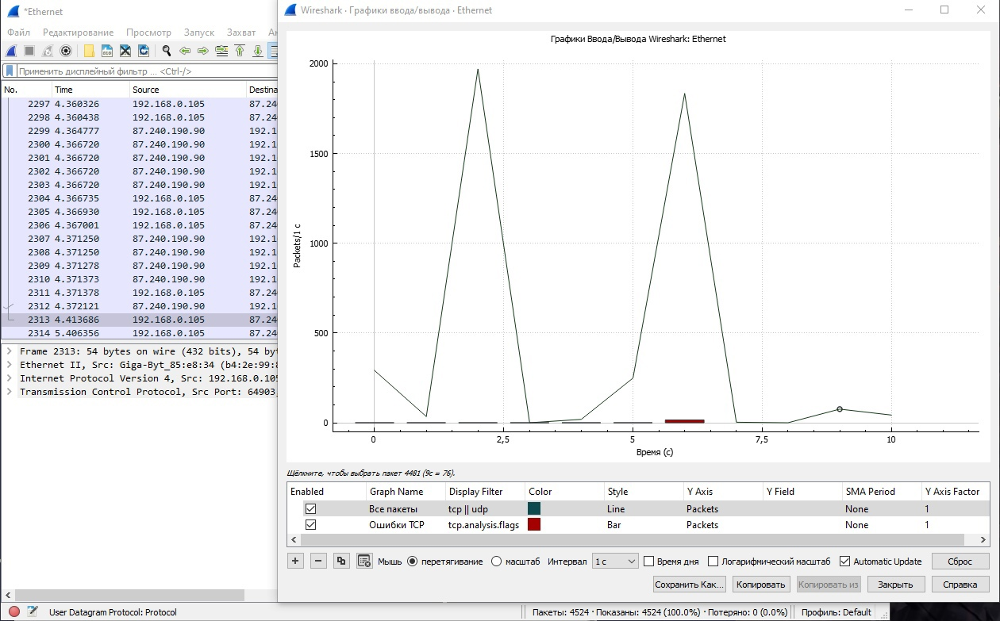 *Ethernet
Файл Редактирование Просмотр Запуск Захват Ан
Применить дисплейный фильтр ... <Ctrl-/>
No. Time Source Destina
2297 4.360326 192.168.0.105 87.24
2298 4.360438 192.168.0.105 87.24
2299 4.364777 87.240.190.90 192.1
2300 4.366720 87.240.190.90 192.1
2301 4.366720 87.240.190.90 192.1
2302 4.366720 87.240.190.90 192.1
2303 4.366720 87.240.190.90 192.1
2304 4.366735 192.168.0.105 87.24
2305 4.366930 192.168.0.105 87.24
2306 4.367001 192.168.0.105 87.24
2307 4.371250 87.240.190.90 192.1
2308 4.371250 87.240.190.90 192.1
2309 4.371278 192.168.0.105 87.24
2310 4.371373 192.168.0.105 87.24
2311 4.371378 192.168.0.105 87.24
2312 4.372121 87.240.190.90 192.1
2313 4.413686 192.168.0.105 87.24
2314 5.406356 192.168.0.105 87.24
Frame 2313: 54 bytes on wire (432 bits), 54 byt
Ethernet II, Src: Giga-Byt_85:e8:34 (b4:2e:99:8
Internet Protocol Version 4, Src: 192.168.0.105
Transmission Control Protocol, Src Port: 64903,
Wireshark · Графики ввода/вывода · Ethernet
Графики Ввода/Вывода Wireshark: Ethernet
2000
1500
1000
500
0
Packets/1 с
0 2,5 5 7,5 10
Время (с)
Щёлкните, чтобы выбрать пакет 4481 (9с = 76).
Enabled Graph Name Display Filter Color Style Y Axis Y Field SMA Period Y Axis Factor
Все пакеты tcp || udp Line Packets None 1
Ошибки TCP tcp.analysis.flags Bar Packets None 1
Мышь перетягивание масштаб Интервал 1 с Время дня Логарифмический масштаб Automatic Update Сброс
Сохранить Как... Копировать Копировать из Закрыть Справка
User Datagram Protocol: Protocol
Пакеты: 4524 · Показаны: 4524 (100.0%) · Потеряно: 0 (0.0%) Профиль: Default